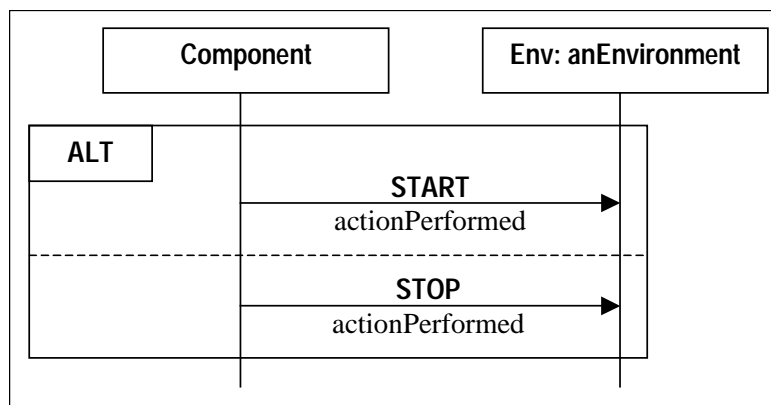 Component
Env: anEnvironment
ALT
START
actionPerformed
STOP
actionPerformed